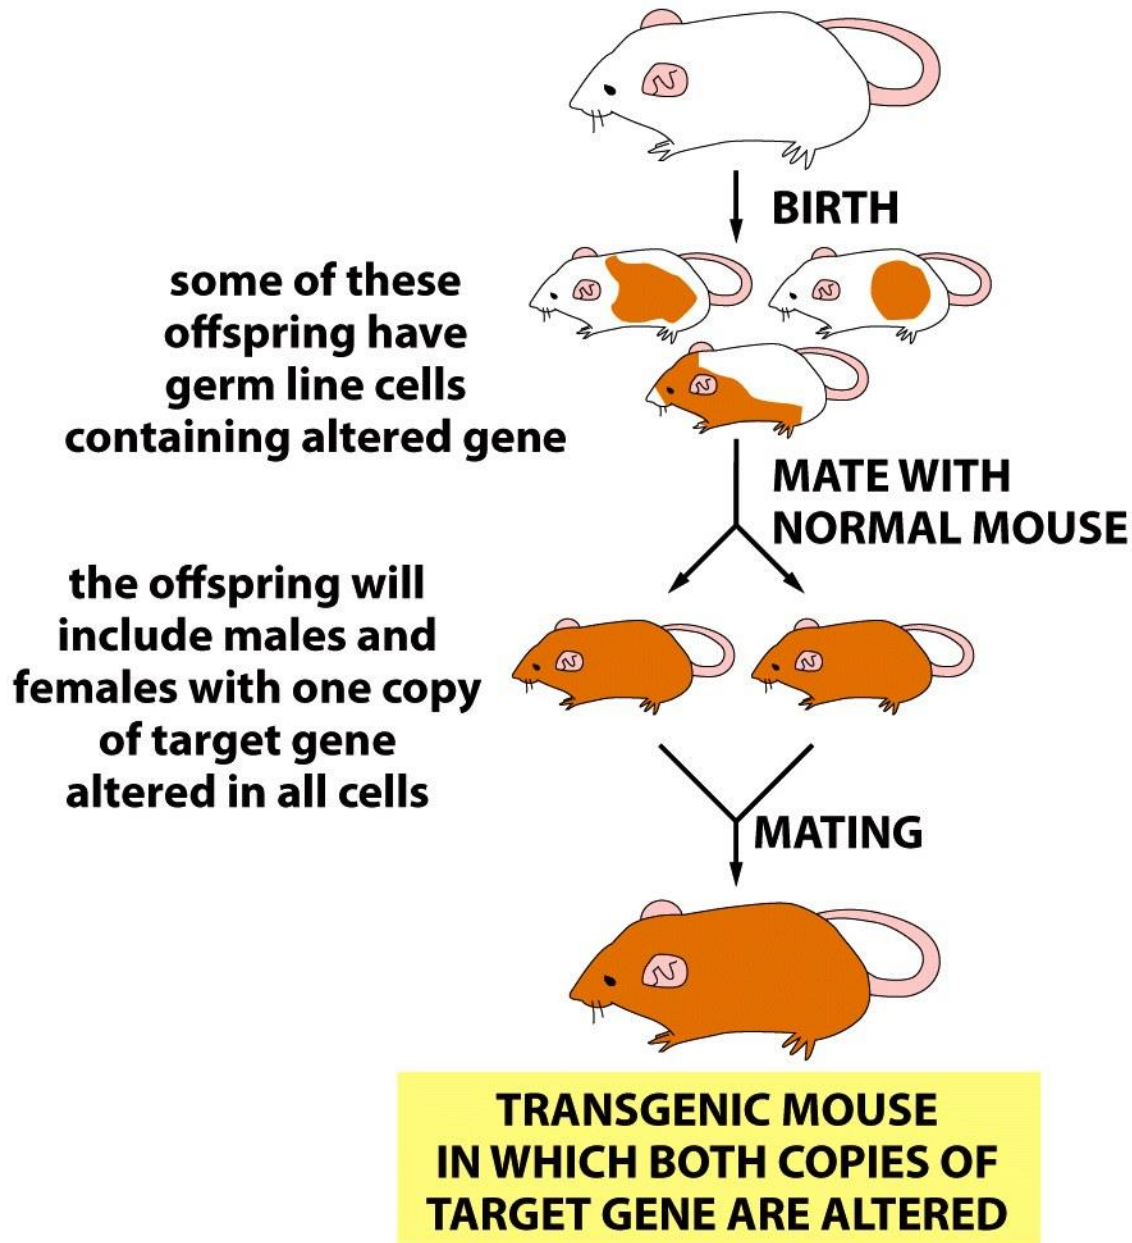 BIRTH
some of these
offspring have
germ line cells
containing altered gene
MATE WITH
NORMAL MOUSE
the offspring will
include males and
females with one copy
of target gene
altered in all cells
MATING
TRANSGENIC MOUSE
IN WHICH BOTH COPIES OF
TARGET GENE ARE ALTERED